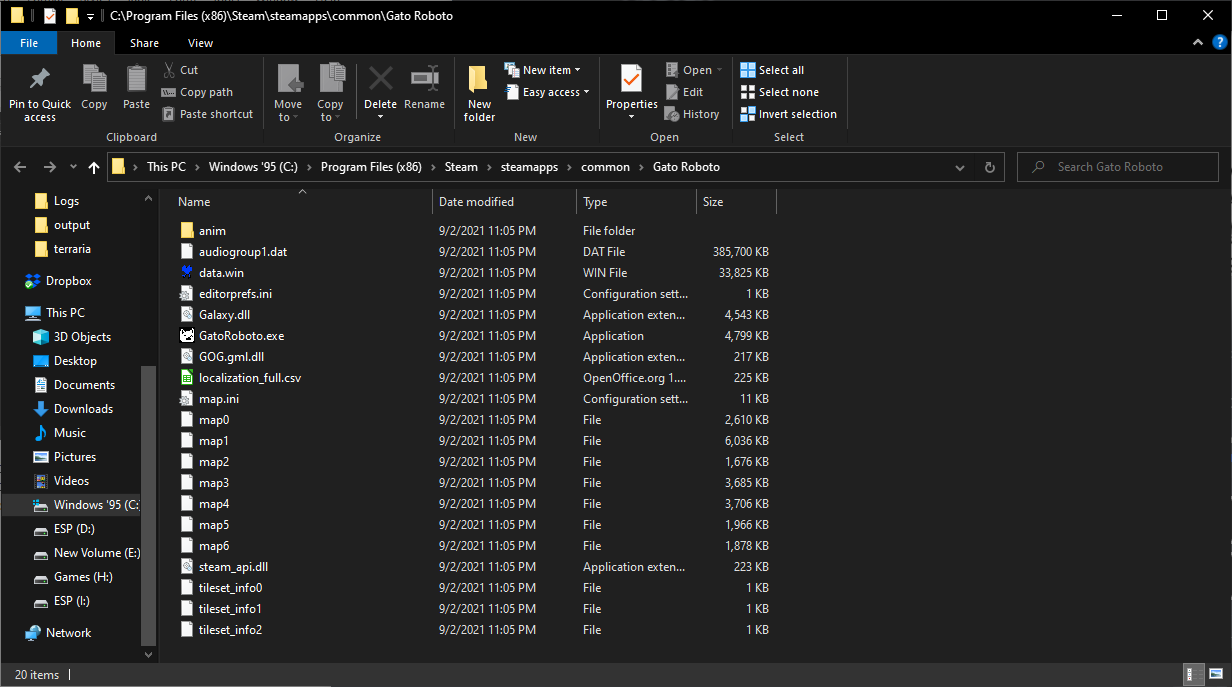 C:\Program Files (x86)\Steam\steamapps\common\Gato Roboto
File Home Share View
Pin to Quick access
Copy
Paste
Cut
Copy path
Paste shortcut
Clipboard
Move to
Copy to
Delete
Rename
Organize
New folder
New item
Easy access
New
Properties
Open
Edit
History
Open
Select all
Select none
Invert selection
Select
This PC > Windows '95 (C:) > Program Files (x86) > Steam > steamapps > common > Gato Roboto
Search Gato Roboto
Logs
output
terraria
Dropbox
This PC
3D Objects
Desktop
Documents
Downloads
Music
Pictures
Videos
Windows '95 (C:
ESP (D:)
New Volume (E:)
Games (H:)
ESP (I:)
Network
Name Date modified Type Size
anim 9/2/2021 11:05 PM File folder
audiogroup1.dat 9/2/2021 11:05 PM DAT File 385,700 KB
data.win 9/2/2021 11:05 PM WIN File 33,825 KB
editorprefs.ini 9/2/2021 11:05 PM Configuration sett... 1 KB
Galaxy.dll 9/2/2021 11:05 PM Application exten... 4,543 KB
GatoRoboto.exe 9/2/2021 11:05 PM Application 4,799 KB
GOG.gml.dll 9/2/2021 11:05 PM Application exten... 217 KB
localization_full.csv 9/2/2021 11:05 PM OpenOffice.org 1.... 225 KB
map.ini 9/2/2021 11:05 PM Configuration sett... 11 KB
map0 9/2/2021 11:05 PM File 2,610 KB
map1 9/2/2021 11:05 PM File 6,036 KB
map2 9/2/2021 11:05 PM File 1,676 KB
map3 9/2/2021 11:05 PM File 3,685 KB
map4 9/2/2021 11:05 PM File 3,706 KB
map5 9/2/2021 11:05 PM File 1,966 KB
map6 9/2/2021 11:05 PM File 1,878 KB
steam_api.dll 9/2/2021 11:05 PM Application exten... 223 KB
tileset_info0 9/2/2021 11:05 PM File 1 KB
tileset_info1 9/2/2021 11:05 PM File 1 KB
tileset_info2 9/2/2021 11:05 PM File 1 KB
20 items